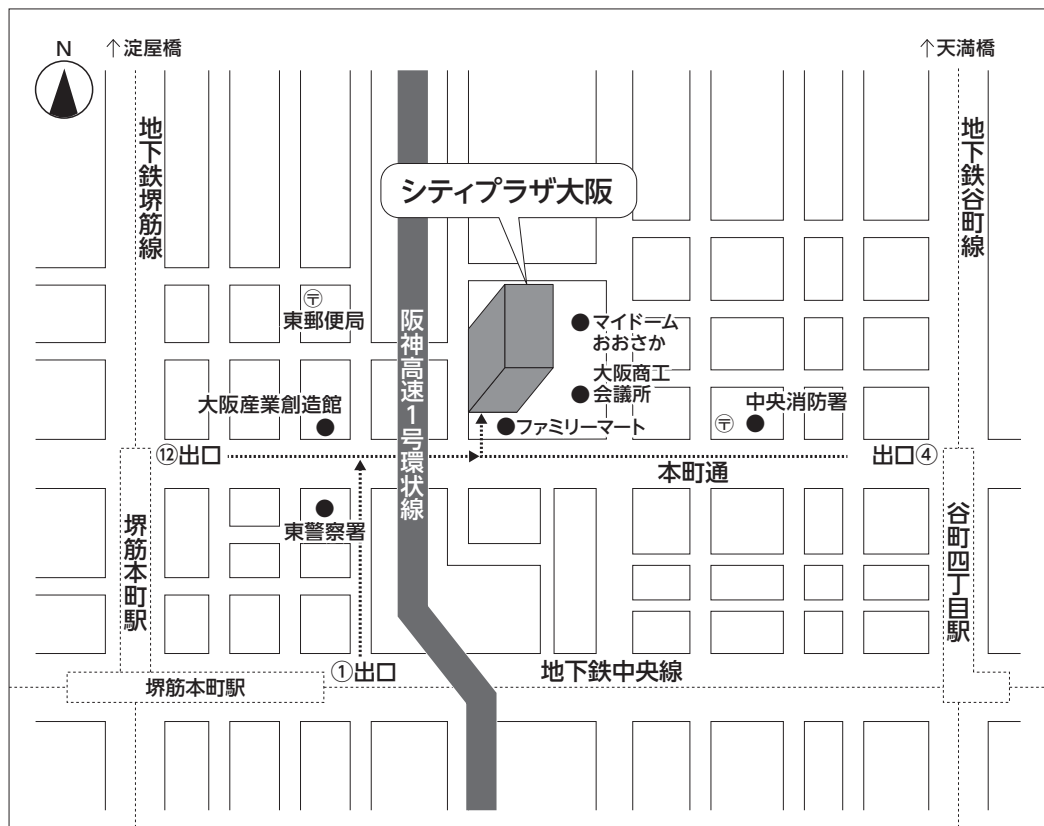 N
↑淀屋橋
↑天満橋
地下鉄堺筋線
地下鉄谷町線
シティプラザ大阪
〒
東郵便局
阪神高速1号環状線
マイドーム
おおさか
大阪商工
会議所
大阪産業創造館
ファミリーマート
中央消防署
〒
⑫出口
本町通
出口④
東警察署
堺筋本町駅
谷町四丁目駅
①出口
地下鉄中央線
堺筋本町駅